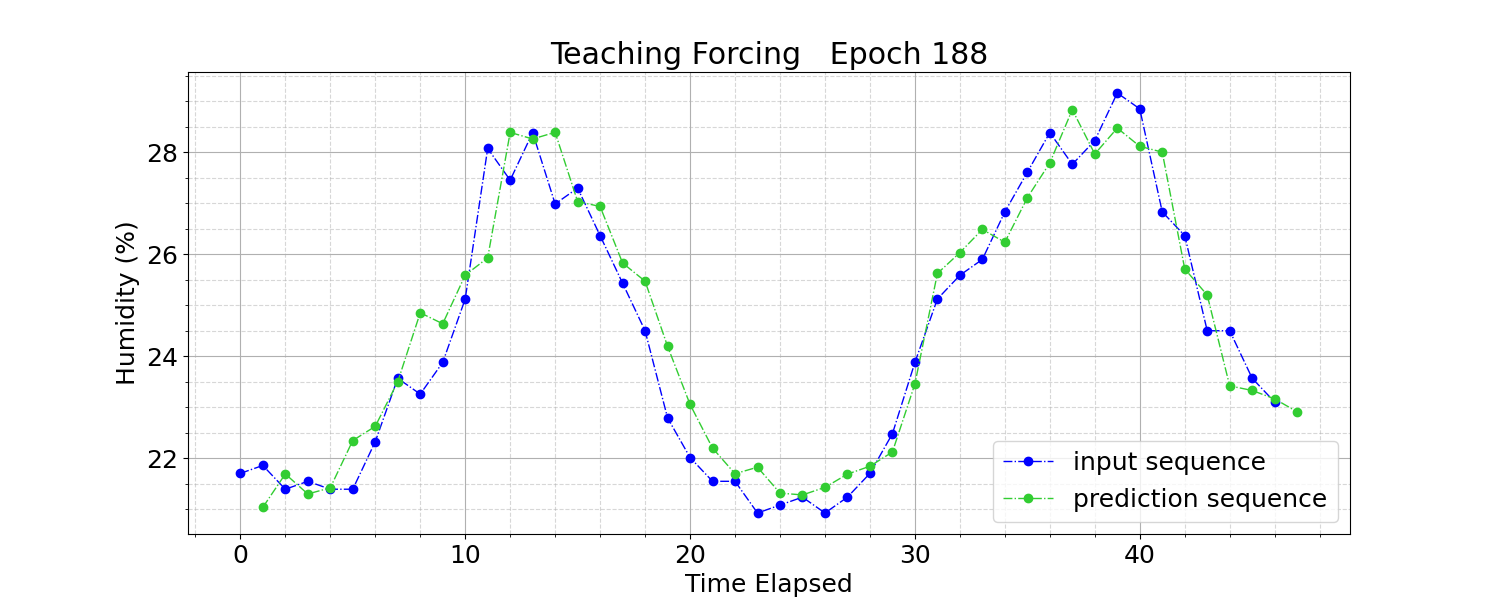 Teaching Forcing   Epoch 188
Humidity (%)
28
26
24
22
0 10 20 30 40
Time Elapsed
input sequence
prediction sequence